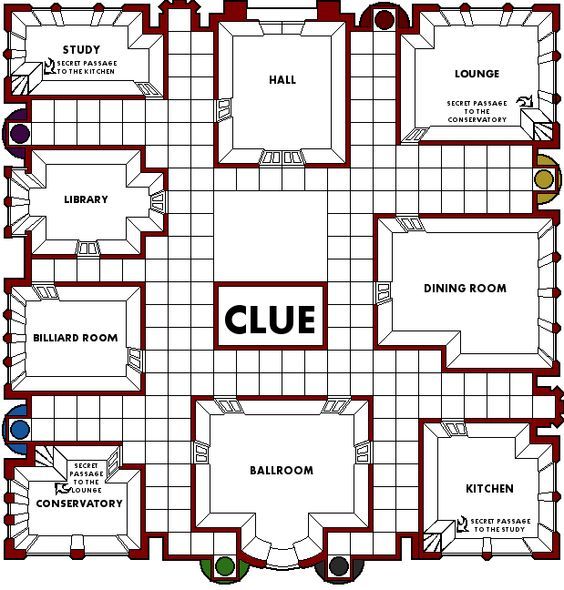 STUDY
SECRET PASSAGE
TO THE KITCHEN
HALL
LOUNGE
SECRET PASSAGE
TO THE
CONSERVATORY
LIBRARY
DINING ROOM
CLUE
BILLIARD ROOM
SECRET
PASSAGE
TO THE
LOUNGE
CONSERVATORY
BALLROOM
KITCHEN
SECRET PASSAGE
TO THE STUDY